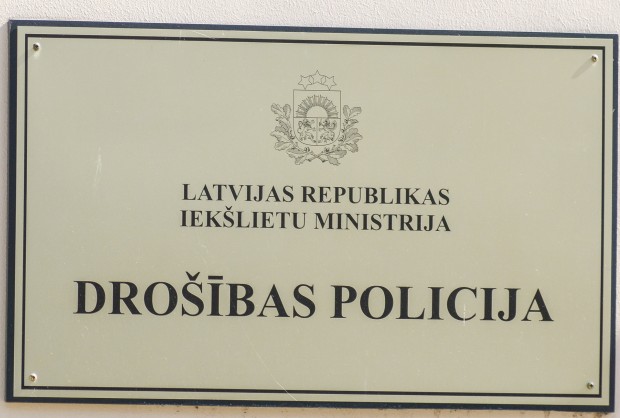 LATVIJAS REPUBLIKAS
IEKŠLIETU MINISTRIJA
DROŠĪBAS POLICIJA